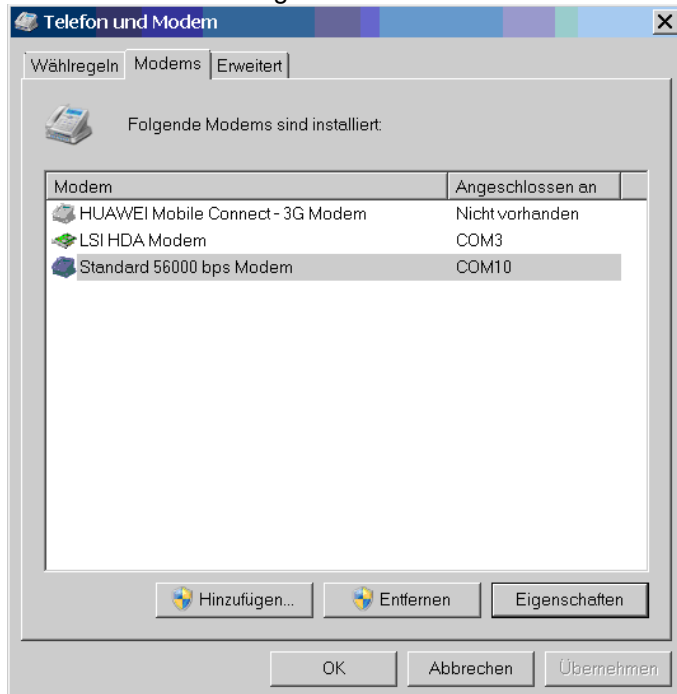 Telefon und Modem
Wählregeln Modems Erweitert
Folgende Modems sind installiert:
Modem Angeschlossen an
HUAWEI Mobile Connect - 3G Modem Nicht vorhanden
LSI HDA Modem COM3
Standard 56000 bps Modem COM10
Hinzufügen... Entfernen Eigenschaften
OK Abbrechen Übernehmen